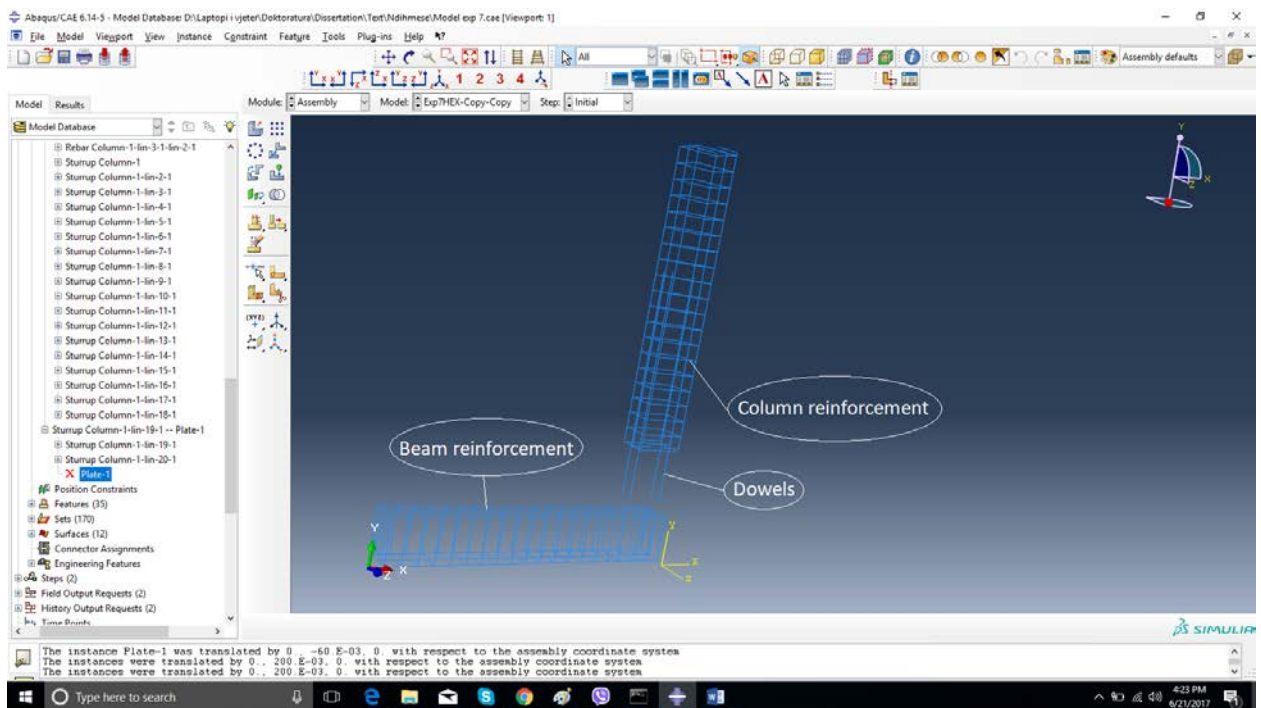 Abaqus/CAE 6.14-5 - Model Database: D:\Laptopi i vjeter\Doktoratura\Dissertation\Text\Ndihmese\Model exp 7.cae [Viewport: 1]
File Model Viewport View Instance Constraint Feature Tools Plug-ins Help
All
Assembly defaults
1 2 3 4
Model Results
Module: Assembly Model: Exp7HEX-Copy-Copy Step: Initial
Model Database
Rebar Column-1-lin-3-1-lin-2-1
Sturrup Column-1
Sturrup Column-1-lin-2-1
Sturrup Column-1-lin-3-1
Sturrup Column-1-lin-4-1
Sturrup Column-1-lin-5-1
Sturrup Column-1-lin-6-1
Sturrup Column-1-lin-7-1
Sturrup Column-1-lin-8-1
Sturrup Column-1-lin-9-1
Sturrup Column-1-lin-10-1
Sturrup Column-1-lin-11-1
Sturrup Column-1-lin-12-1
Sturrup Column-1-lin-13-1
Sturrup Column-1-lin-14-1
Sturrup Column-1-lin-15-1
Sturrup Column-1-lin-16-1
Sturrup Column-1-lin-17-1
Sturrup Column-1-lin-18-1
Sturrup Column-1-lin-19-1 -- Plate-1
Sturrup Column-1-lin-19-1
Sturrup Column-1-lin-20-1
Plate-1
Position Constraints
Features (35)
Sets (170)
Surfaces (12)
Connector Assignments
Engineering Features
Steps (2)
Field Output Requests (2)
History Output Requests (2)
Time Points
(XYZ)
Y
X
Z
Column reinforcement
Beam reinforcement
Dowels
Y
X
Z
Y
SIMULIA
The instance Plate-1 was translated by 0., -60.E-03, 0. with respect to the assembly coordinate system
The instances were translated by 0., 200.E-03, 0. with respect to the assembly coordinate system
The instances were translated by 0., 200.E-03, 0. with respect to the assembly coordinate system
Type here to search
4:23 PM
6/21/2017